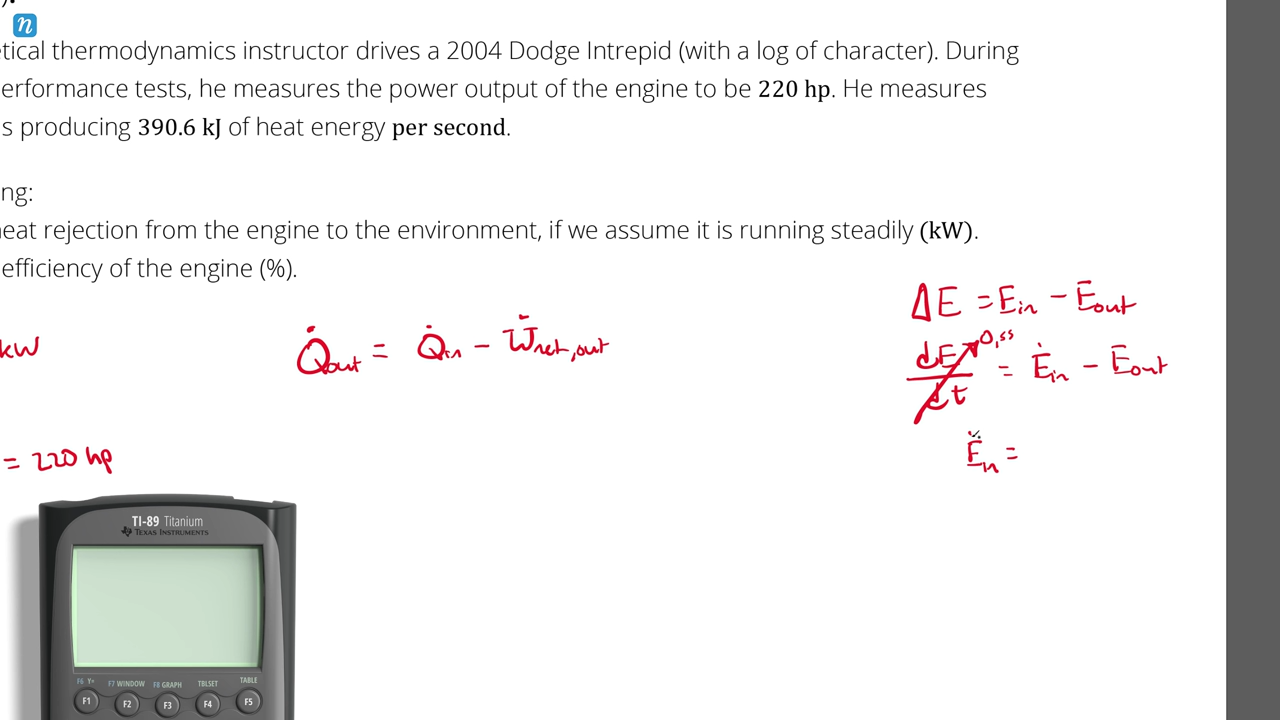 n
etical thermodynamics instructor drives a 2004 Dodge Intrepid (with a log of character). During
erformance tests, he measures the power output of the engine to be 220 hp. He measures
s producing 390.6 kJ of heat energy per second.
ng:
heat rejection from the engine to the environment, if we assume it is running steadily (kW).
efficiency of the engine (%).
ΔE = Ein − Eout
kW
Q̇out = Q̇in − Ẇnet,out
dE/dt 0,ss = Ėin − Ėout
Ėin =
= 220 hp
TI-89 Titanium
TEXAS INSTRUMENTS
F6 Y= F7 WINDOW F8 GRAPH TBLSET TABLE
F1 F2 F3 F4 F5